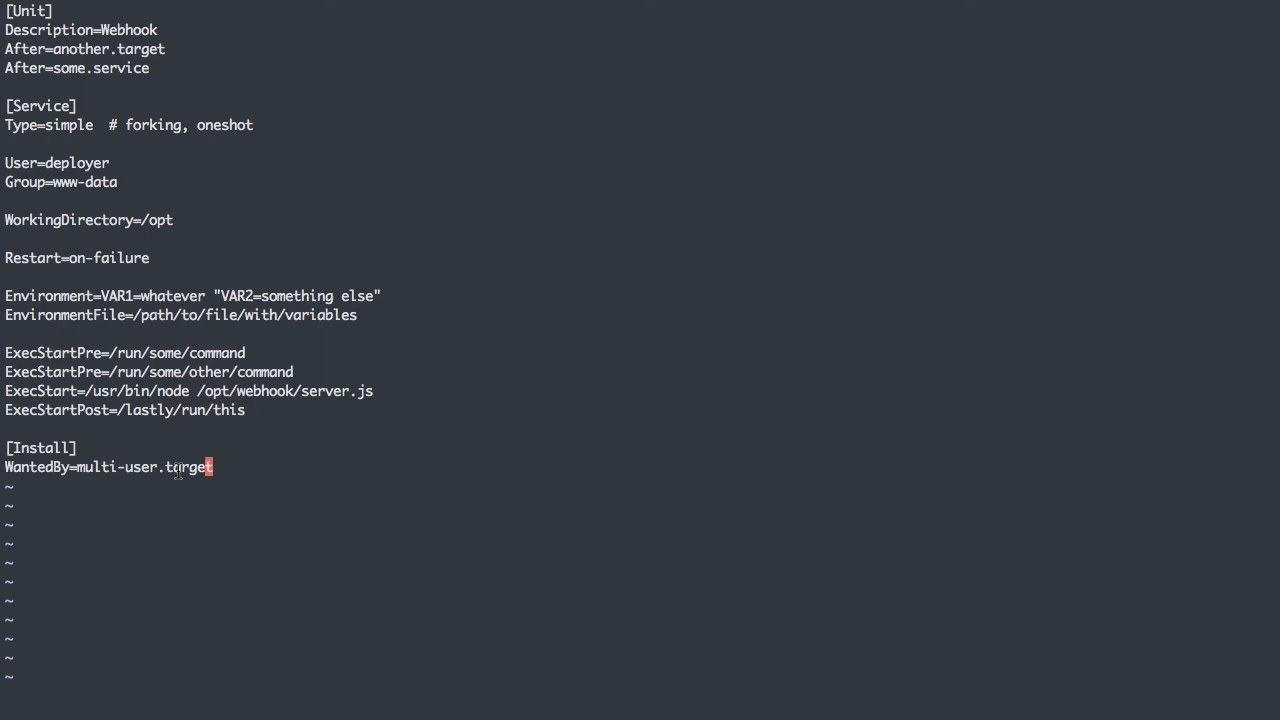 [Unit]
Description=Webhook
After=another.target
After=some.service
[Service]
Type=simple  # forking, oneshot
User=deployer
Group=www-data
WorkingDirectory=/opt
Restart=on-failure
Environment=VAR1=whatever "VAR2=something else"
EnvironmentFile=/path/to/file/with/variables
ExecStartPre=/run/some/command
ExecStartPre=/run/some/other/command
ExecStart=/usr/bin/node /opt/webhook/server.js
ExecStartPost=/lastly/run/this
[Install]
WantedBy=multi-user.target
~
~
~
~
~
~
~
~
~
~
~